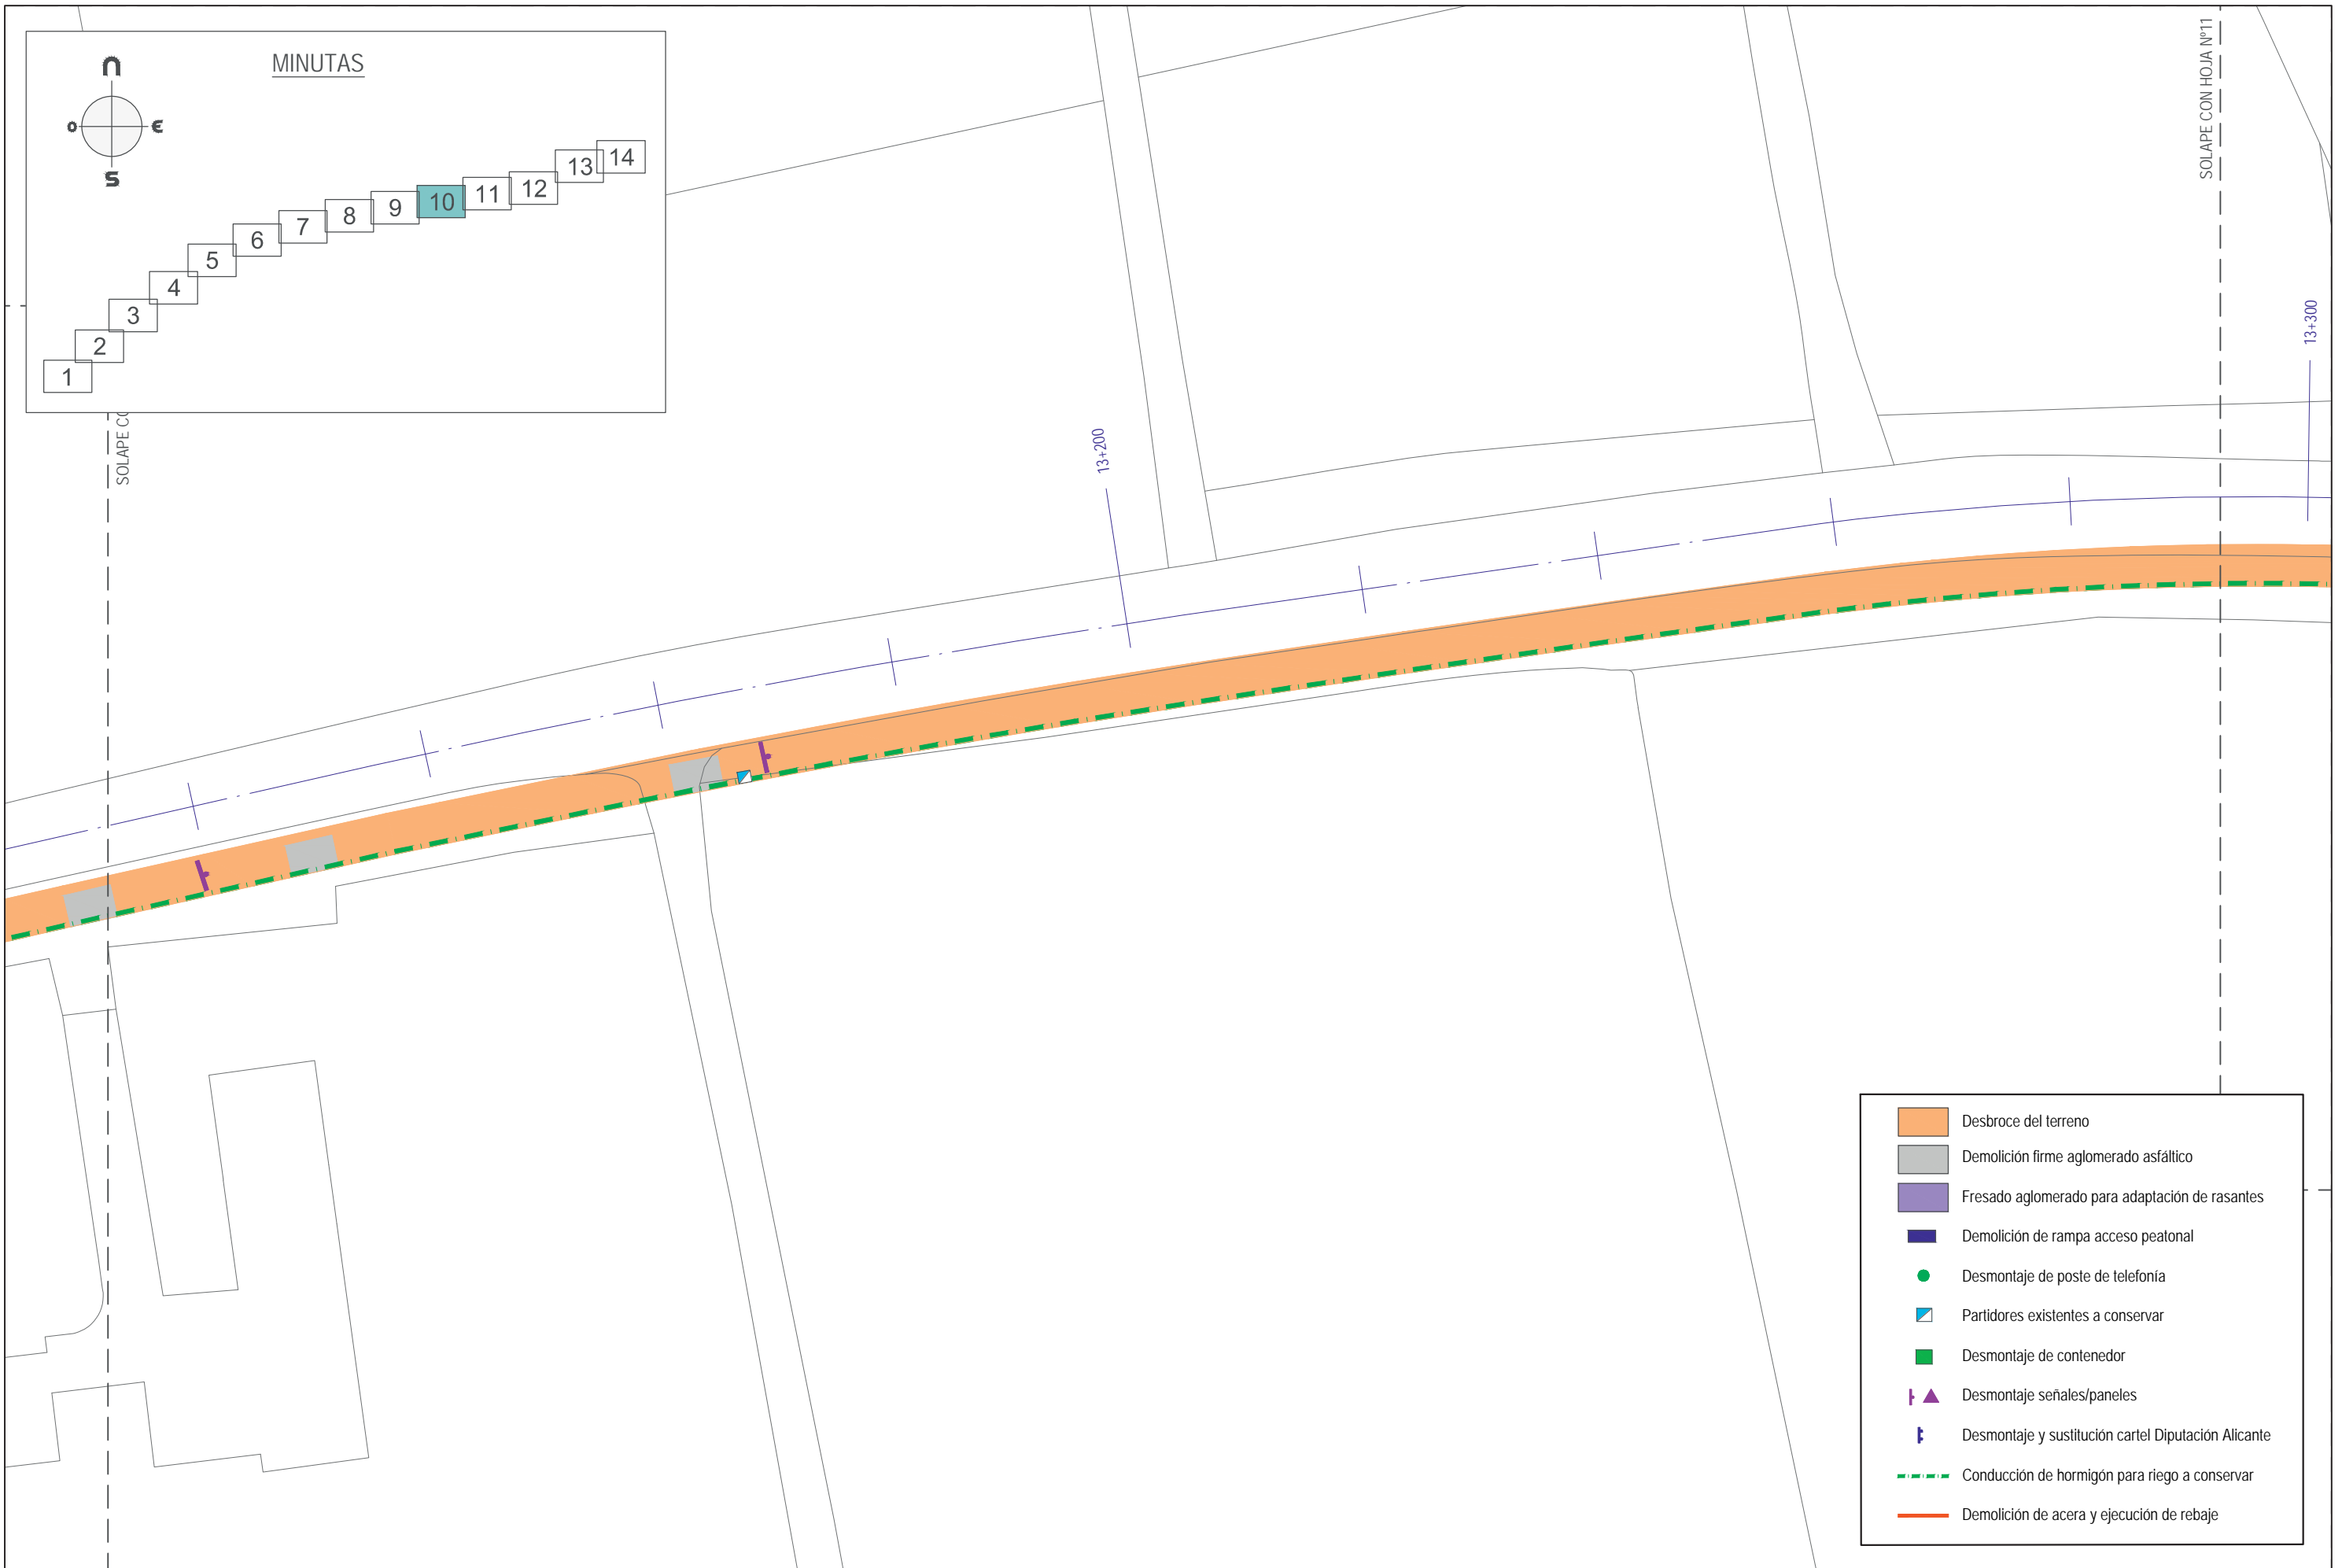 MINUTAS
n
o
e
s
1
2
3
4
5
6
7
8
9
10
11
12
13
14
SOLAPE CO
SOLAPE CON HOJA Nº11
13+200
13+300
Desbroce del terreno
Demolición firme aglomerado asfáltico
Fresado aglomerado para adaptación de rasantes
Demolición de rampa acceso peatonal
Desmontaje de poste de telefonía
Partidores existentes a conservar
Desmontaje de contenedor
Desmontaje señales/paneles
Desmontaje y sustitución cartel Diputación Alicante
Conducción de hormigón para riego a conservar
Demolición de acera y ejecución de rebaje